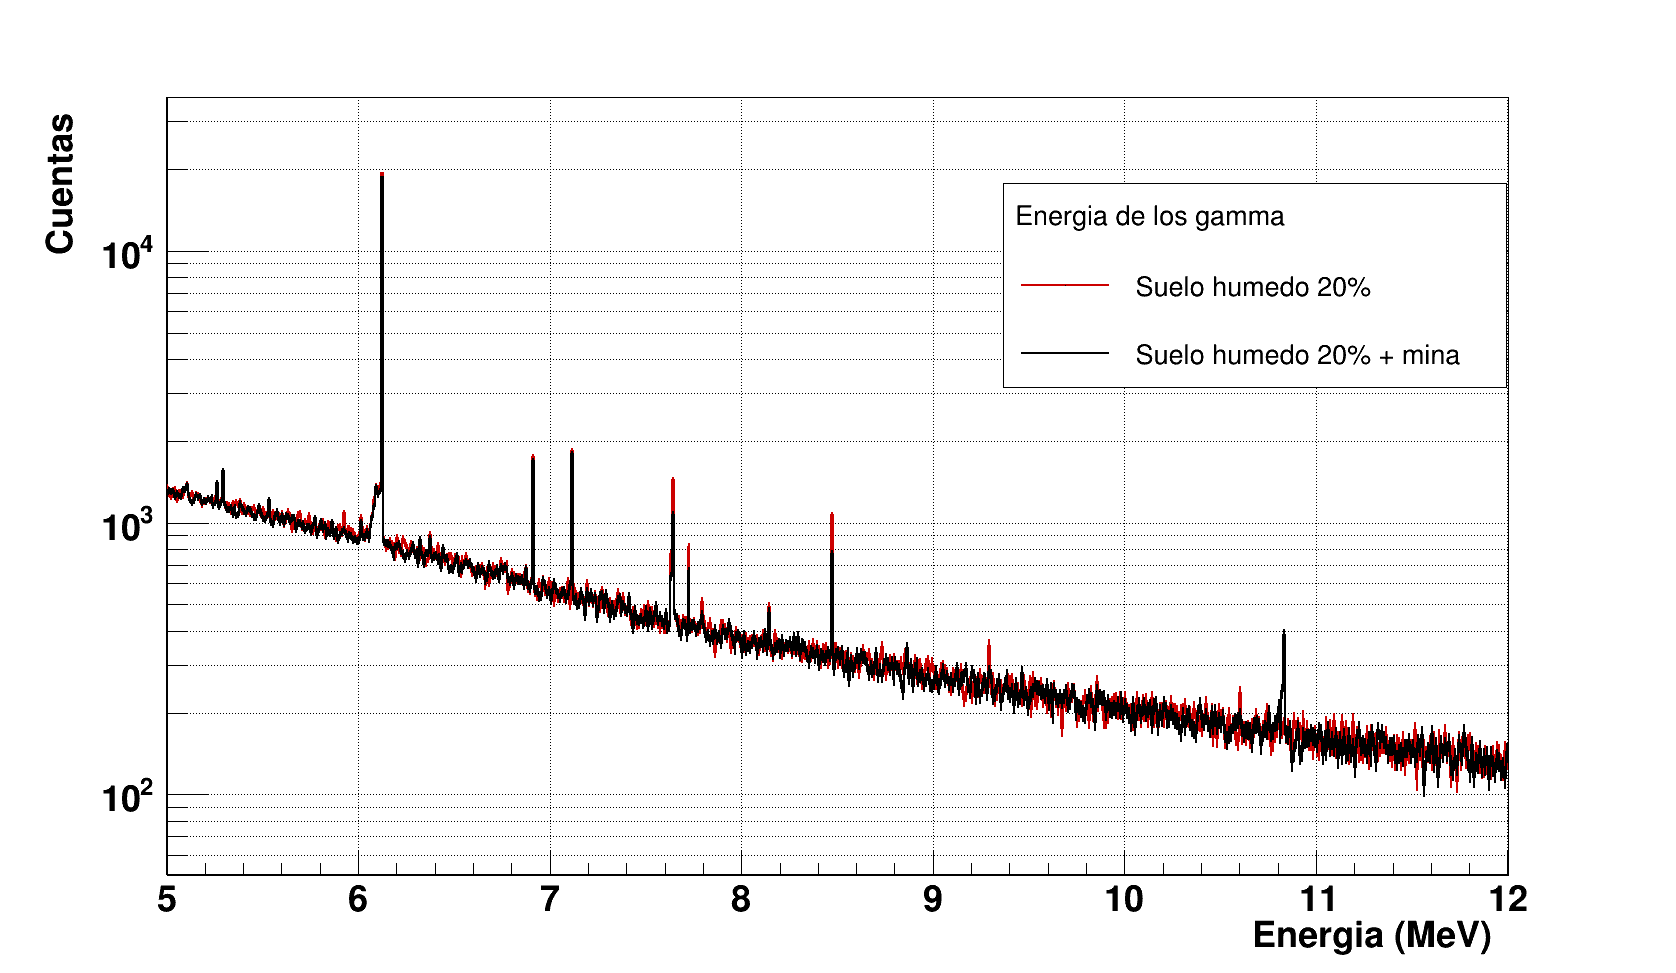 Cuentas
10^4
10^3
10^2
Energia de los gamma
Suelo humedo 20%
Suelo humedo 20% + mina
5 6 7 8 9 10 11 12
Energia (MeV)